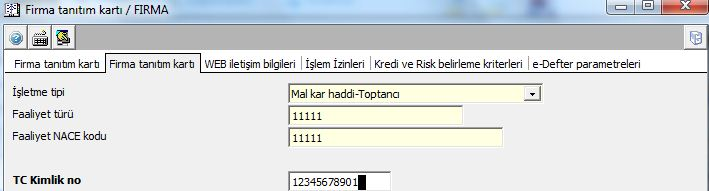 Firma tanıtım kartı / FIRMA
Firma tanıtım kartı Firma tanıtım kartı WEB iletişim bilgileri İşlem İzinleri Kredi ve Risk belirleme kriterleri e-Defter parametreleri
İşletme tipi Mal kar haddi-Toptancı
Faaliyet türü 11111
Faaliyet NACE kodu 11111
TC Kimlik no 12345678901